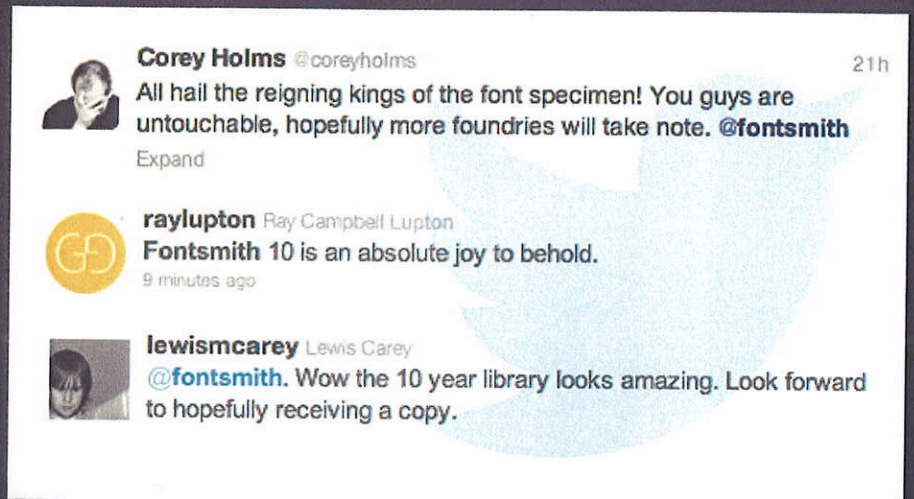 Corey Holms @coreyholms 21h
All hail the reigning kings of the font specimen! You guys are
untouchable, hopefully more foundries will take note. @fontsmith
Expand
raylupton Ray Campbell Lupton
Fontsmith 10 is an absolute joy to behold.
9 minutes ago
lewismcarey Lewis Carey
@fontsmith. Wow the 10 year library looks amazing. Look forward
to hopefully receiving a copy.